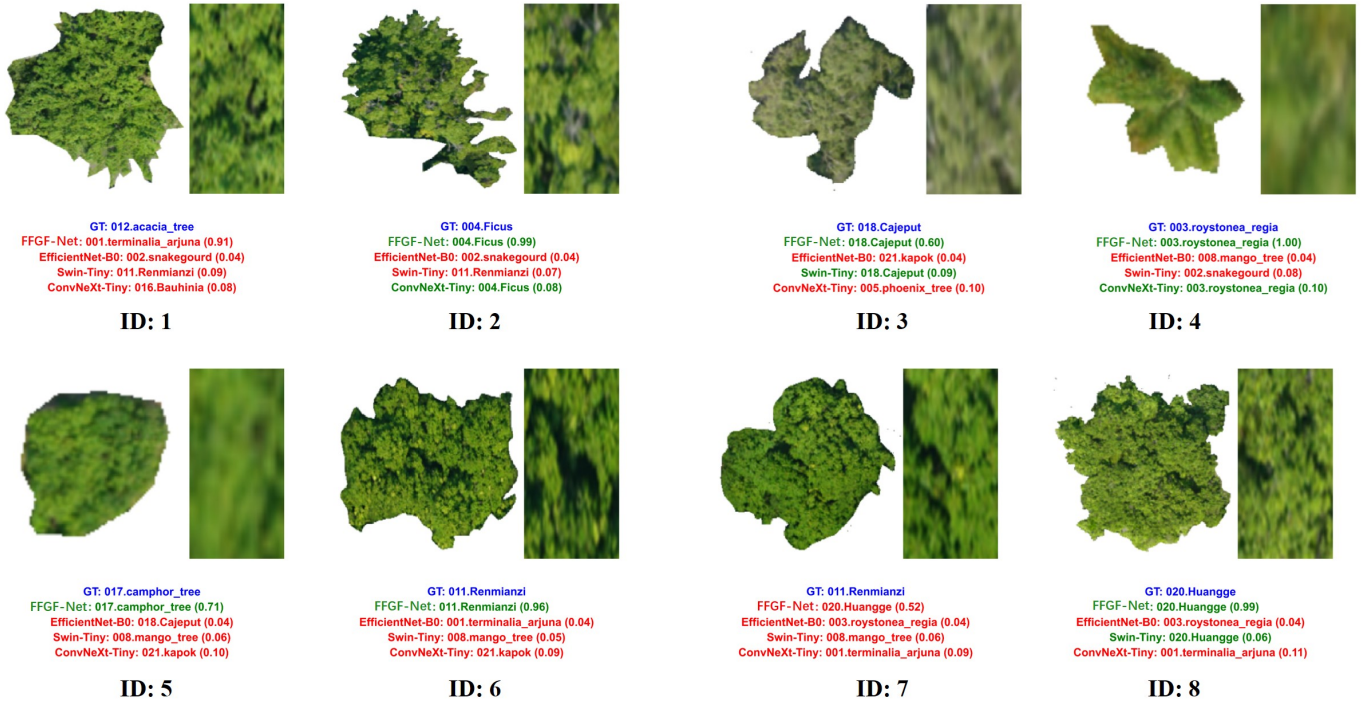 GT: 012.acacia_tree
FFGF-Net: 001.terminalia_arjuna (0.91)
EfficientNet-B0: 002.snakegourd (0.04)
Swin-Tiny: 011.Renmianzi (0.09)
ConvNeXt-Tiny: 016.Bauhinia (0.08)
ID: 1
GT: 004.Ficus
FFGF-Net: 004.Ficus (0.99)
EfficientNet-B0: 002.snakegourd (0.04)
Swin-Tiny: 011.Renmianzi (0.07)
ConvNeXt-Tiny: 004.Ficus (0.08)
ID: 2
GT: 018.Cajeput
FFGF-Net: 018.Cajeput (0.60)
EfficientNet-B0: 021.kapok (0.04)
Swin-Tiny: 018.Cajeput (0.09)
ConvNeXt-Tiny: 005.phoenix_tree (0.10)
ID: 3
GT: 003.roystonea_regia
FFGF-Net: 003.roystonea_regia (1.00)
EfficientNet-B0: 008.mango_tree (0.04)
Swin-Tiny: 002.snakegourd (0.08)
ConvNeXt-Tiny: 003.roystonea_regia (0.10)
ID: 4
GT: 017.camphor_tree
FFGF-Net: 017.camphor_tree (0.71)
EfficientNet-B0: 018.Cajeput (0.04)
Swin-Tiny: 008.mango_tree (0.06)
ConvNeXt-Tiny: 021.kapok (0.10)
ID: 5
GT: 011.Renmianzi
FFGF-Net: 011.Renmianzi (0.96)
EfficientNet-B0: 001.terminalia_arjuna (0.04)
Swin-Tiny: 008.mango_tree (0.05)
ConvNeXt-Tiny: 021.kapok (0.09)
ID: 6
GT: 011.Renmianzi
FFGF-Net: 020.Huangge (0.52)
EfficientNet-B0: 003.roystonea_regia (0.04)
Swin-Tiny: 008.mango_tree (0.06)
ConvNeXt-Tiny: 001.terminalia_arjuna (0.09)
ID: 7
GT: 020.Huangge
FFGF-Net: 020.Huangge (0.99)
EfficientNet-B0: 003.roystonea_regia (0.04)
Swin-Tiny: 020.Huangge (0.06)
ConvNeXt-Tiny: 001.terminalia_arjuna (0.11)
ID: 8